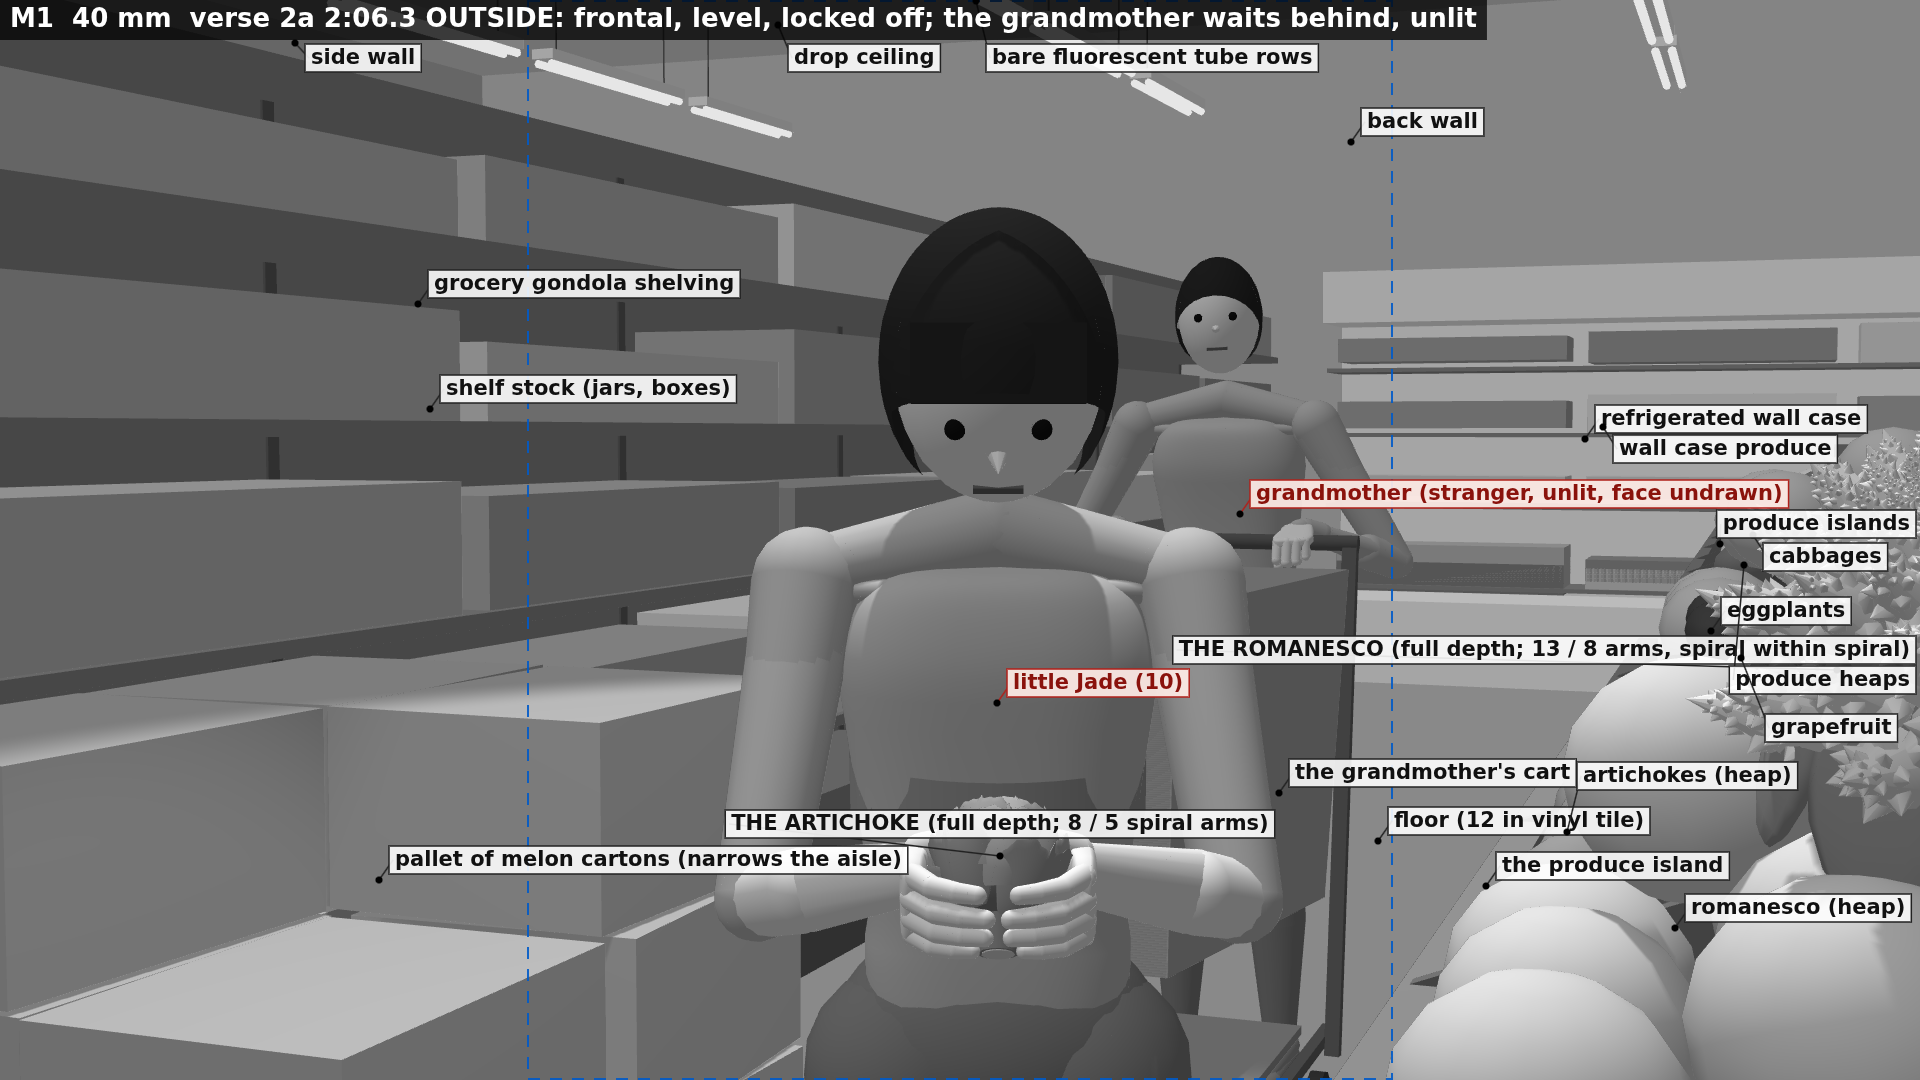 M1  40 mm  verse 2a 2:06.3 OUTSIDE: frontal, level, locked off; the grandmother waits behind, unlit
side wall
drop ceiling
bare fluorescent tube rows
back wall
grocery gondola shelving
shelf stock (jars, boxes)
refrigerated wall case
wall case produce
grandmother (stranger, unlit, face undrawn)
produce islands
cabbages
eggplants
THE ROMANESCO (full depth; 13 / 8 arms, spiral within spiral)
little Jade (10)
produce heaps
grapefruit
the grandmother's cart
artichokes (heap)
THE ARTICHOKE (full depth; 8 / 5 spiral arms)
floor (12 in vinyl tile)
pallet of melon cartons (narrows the aisle)
the produce island
romanesco (heap)